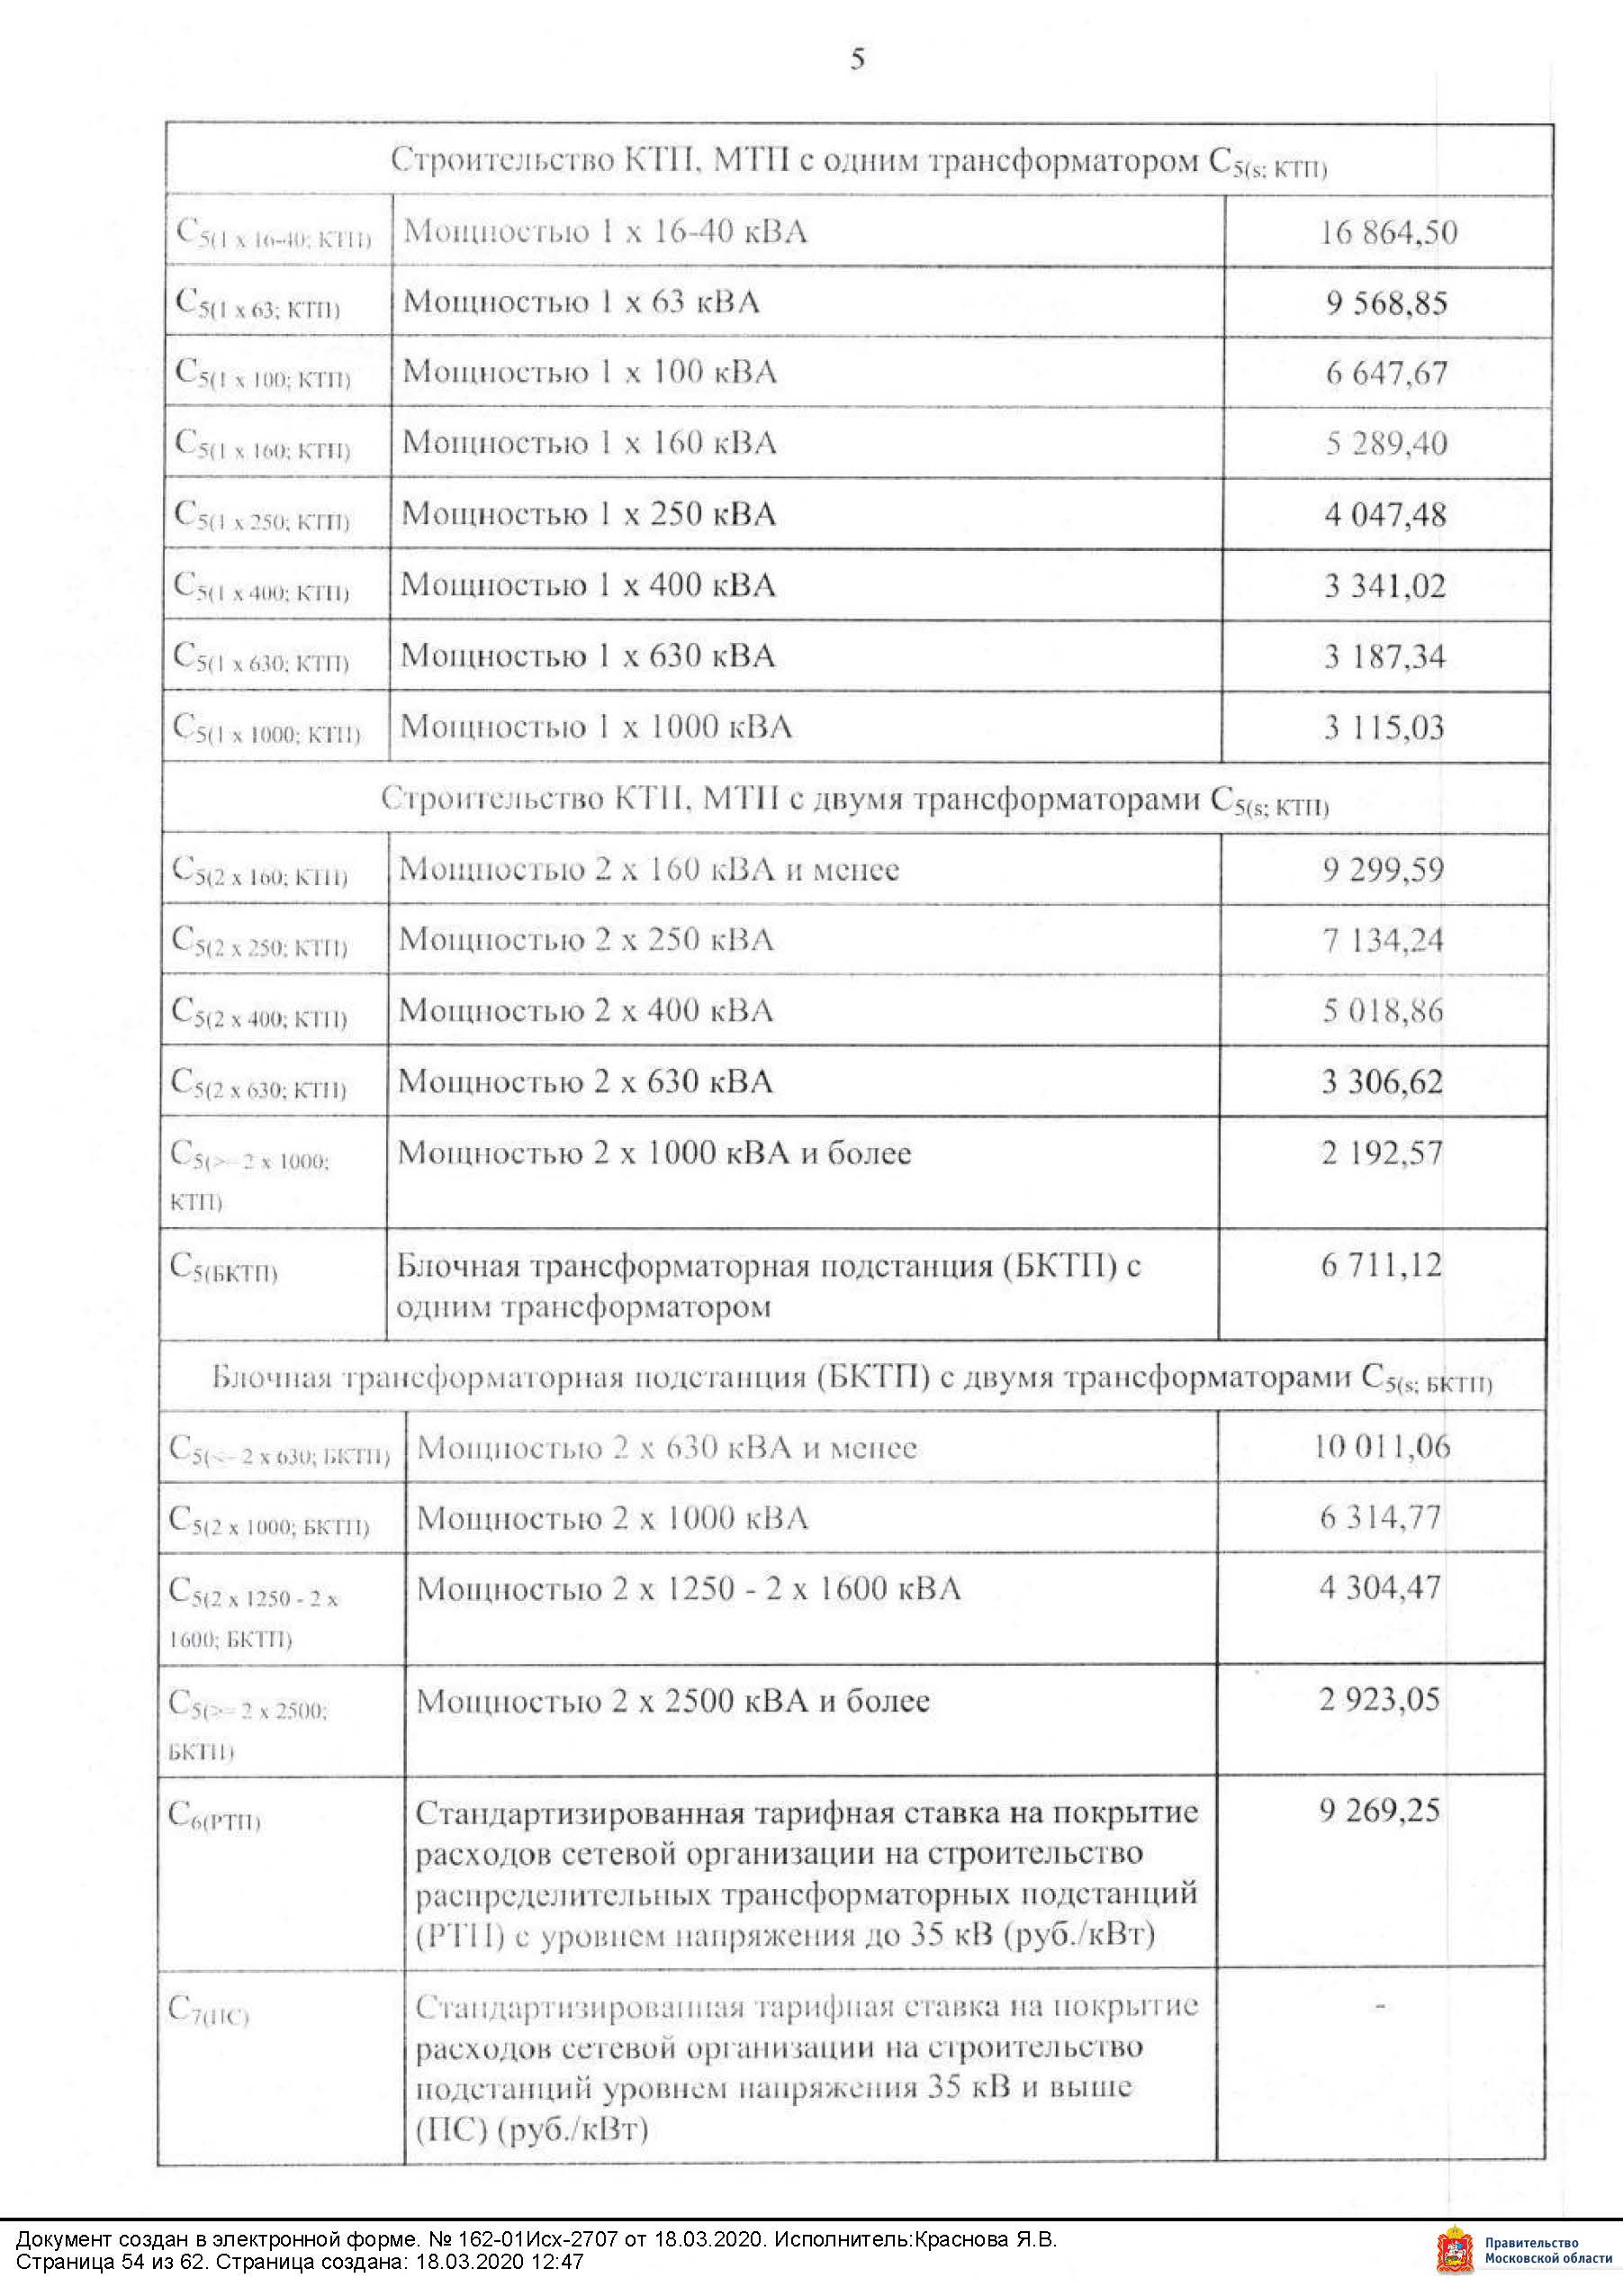 5
Строительство КТП, МТП с одним трансформатором С5(s; КТП)
С5(1 х 16-40; КТП) Мощностью 1 х 16-40 кВА 16 864,50
С5(1 х 63; КТП) Мощностью 1 х 63 кВА 9 568,85
С5(1 х 100; КТП) Мощностью 1 х 100 кВА 6 647,67
С5(1 х 160; КТП) Мощностью 1 х 160 кВА 5 289,40
С5(1 х 250; КТП) Мощностью 1 х 250 кВА 4 047,48
С5(1 х 400; КТП) Мощностью 1 х 400 кВА 3 341,02
С5(1 х 630; КТП) Мощностью 1 х 630 кВА 3 187,34
С5(1 х 1000; КТП) Мощностью 1 х 1000 кВА 3 115,03
Строительство КТП, МТП с двумя трансформаторами С5(s; КТП)
С5(2 х 160; КТП) Мощностью 2 х 160 кВА и менее 9 299,59
С5(2 х 250; КТП) Мощностью 2 х 250 кВА 7 134,24
С5(2 х 400; КТП) Мощностью 2 х 400 кВА 5 018,86
С5(2 х 630; КТП) Мощностью 2 х 630 кВА 3 306,62
С5(>= 2 х 1000; Мощностью 2 х 1000 кВА и более 2 192,57
КТП)
С5(БКТП) Блочная трансформаторная подстанция (БКТП) с 6 711,12
одним трансформатором
Блочная трансформаторная подстанция (БКТП) с двумя трансформаторами С5(s; БКТП)
С5(<= 2 х 630; БКТП) Мощностью 2 х 630 кВА и менее 10 011,06
С5(2 х 1000; БКТП) Мощностью 2 х 1000 кВА 6 314,77
С5(2 х 1250 - 2 х Мощностью 2 х 1250 - 2 х 1600 кВА 4 304,47
1600; БКТП)
С5(>= 2 х 2500; Мощностью 2 х 2500 кВА и более 2 923,05
БКТП)
С6(РТП) Стандартизированная тарифная ставка на покрытие 9 269,25
расходов сетевой организации на строительство
распределительных трансформаторных подстанций
(РТП) с уровнем напряжения до 35 кВ (руб./кВт)
С7(ПС) Стандартизированная тарифная ставка на покрытие -
расходов сетевой организации на строительство
подстанций уровнем напряжения 35 кВ и выше
(ПС) (руб./кВт)
Документ создан в электронной форме. № 162-01Исх-2707 от 18.03.2020. Исполнитель:Краснова Я.В.
Страница 54 из 62. Страница создана: 18.03.2020 12:47
Правительство
Московской области